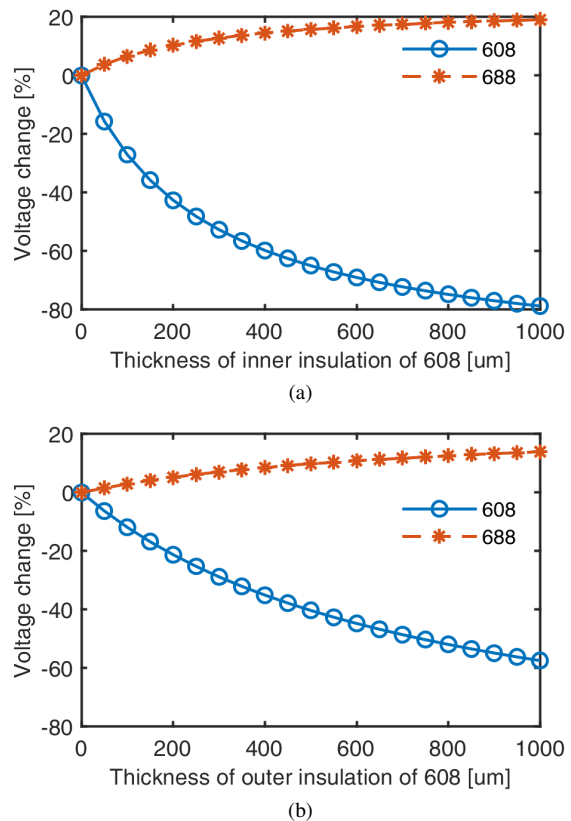 20
0
-20
-40
-60
-80
Voltage change [%]
608
688
0 200 400 600 800 1000
Thickness of inner insulation of 608 [um]
(a)
20
0
-20
-40
-60
-80
Voltage change [%]
608
688
0 200 400 600 800 1000
Thickness of outer insulation of 608 [um]
(b)